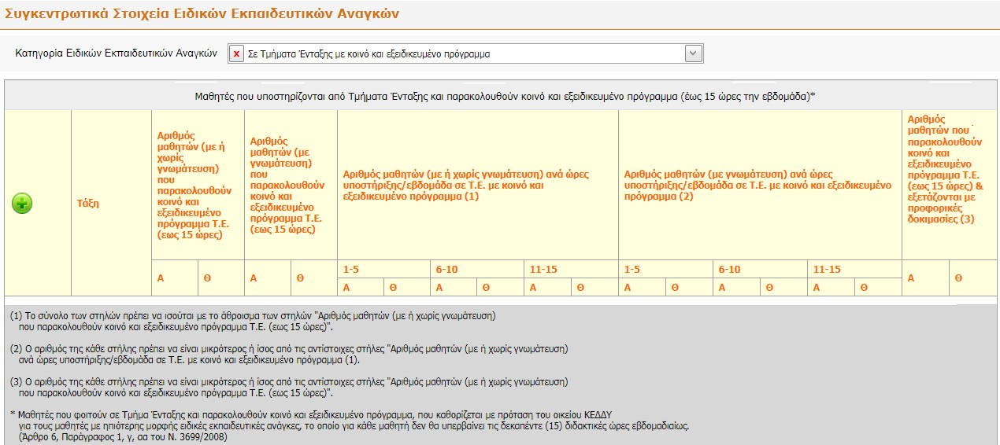 Συγκεντρωτικά Στοιχεία Ειδικών Εκπαιδευτικών Αναγκών
Κατηγορία Ειδικών Εκπαιδευτικών Αναγκών
x Σε Τμήματα Ένταξης με κοινό και εξειδικευμένο πρόγραμμα
Μαθητές που υποστηρίζονται από Τμήματα Ένταξης και παρακολουθούν κοινό και εξειδικευμένο πρόγραμμα (έως 15 ώρες την εβδομάδα)*
Τάξη
Αριθμός
μαθητών (με ή
χωρίς
γνωμάτευση)
που
παρακολουθούν
κοινό και
εξειδικευμένο
πρόγραμμα Τ.Ε.
(εως 15 ώρες)
Αριθμός
μαθητών (με
γνωμάτευση)
που
παρακολουθούν
κοινό και
εξειδικευμένο
πρόγραμμα Τ.Ε.
(εως 15 ώρες)
Αριθμός μαθητών (με ή χωρίς γνωμάτευση) ανά ώρες
υποστήριξης/εβδομάδα σε Τ.Ε. με κοινό και
εξειδικευμένο πρόγραμμα (1)
Αριθμός μαθητών (με γνωμάτευση) ανά ώρες
υποστήριξης/εβδομάδα σε Τ.Ε. με κοινό και εξειδικευμένο
πρόγραμμα (2)
Αριθμός
μαθητών που
παρακολουθούν
κοινό και
εξειδικευμένο
πρόγραμμα Τ.Ε.
(εως 15 ώρες) &
εξετάζονται με
προφορικές
δοκιμασίες (3)
Α Θ Α Θ 1-5 6-10 11-15 1-5 6-10 11-15 Α Θ
Α Θ Α Θ Α Θ Α Θ Α Θ Α Θ
(1) Το σύνολο των στηλών πρέπει να ισούται με το άθροισμα των στηλών "Αριθμός μαθητών (με ή χωρίς γνωμάτευση)
που παρακολουθούν κοινό και εξειδικευμένο πρόγραμμα Τ.Ε. (εως 15 ώρες)".
(2) Ο αριθμός της κάθε στήλης πρέπει να είναι μικρότερος ή ίσος από τις αντίστοιχες στήλες "Αριθμός μαθητών (με ή χωρίς γνωμάτευση)
ανά ώρες υποστήριξης/εβδομάδα σε Τ.Ε. με κοινό και εξειδικευμένο πρόγραμμα (1).
(3) Ο αριθμός της κάθε στήλης πρέπει να είναι μικρότερος ή ίσος από τις αντίστοιχες στήλες "Αριθμός μαθητών (με ή χωρίς γνωμάτευση)
που παρακολουθούν κοινό και εξειδικευμένο πρόγραμμα Τ.Ε. (εως 15 ώρες)".
* Μαθητές που φοιτούν σε Τμήμα Ένταξης και παρακολουθούν κοινό και εξειδικευμένο πρόγραμμα, που καθορίζεται με πρόταση του οικείου ΚΕΔΔΥ
για τους μαθητές με ηπιότερης μορφής ειδικές εκπαιδευτικές ανάγκες, το οποίο για κάθε μαθητή δεν θα υπερβαίνει τις δεκαπέντε (15) διδακτικές ώρες εβδομαδιαίως.
(Άρθρο 6, Παράγραφος 1, γ, αα του Ν. 3699/2008)